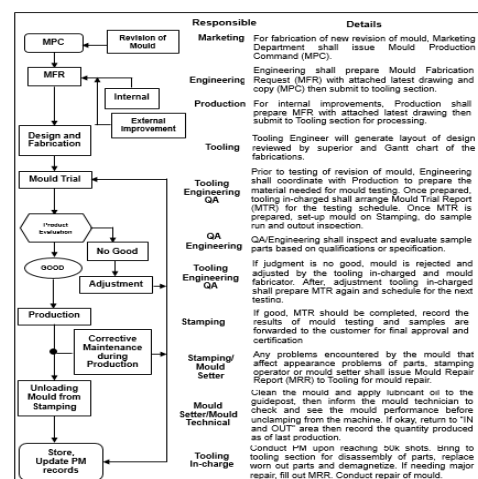 Responsible
Details
MPC
Revision of
Mould
Marketing
For fabrication of new revision of mould, Marketing
Department shall issue Mould Production
Command (MPC).
MFR
Internal
External
Improvement
Engineering
Engineering shall prepare Mould Fabrication
Request (MFR) with attached latest drawing and
copy (MPC) then submit to tooling section.
Production
For internal improvements, Production shall
prepare MFR with attached latest drawing then
submit to Tooling section for processing.
Design and
Fabrication
Tooling
Tooling Engineer will generate layout of design
reviewed by superior and Gantt chart of the
fabrications.
Mould Trial
Tooling
Engineering
QA
Prior to testing of revision of mould, Engineering
shall coordinate with Production to prepare the
material needed for mould testing. Once prepared,
tooling in-charged shall arrange Mould Trial Report
(MTR) for the testing schedule. Once MTR is
prepared, set-up mould on Stamping, do sample
run and output inspection.
Product
Evaluation
No Good
QA
Engineering
QA/Engineering shall inspect and evaluate sample
parts based on qualifications or specification.
GOOD
Adjustment
Tooling
Engineering
QA
If judgment is no good, mould is rejected and
adjusted by the tooling in-charged and mould
fabricator. After, adjustment tooling in-charged
shall prepare MTR again and schedule for the next
testing.
Production
Stamping
If good, MTR should be completed, record the
results of mould testing and samples are
forwarded to the customer for final approval and
certification
Corrective
Maintenance
during
Production
Stamping/
Mould
Setter
Any problems encountered by the mould that
affect appearance problems of parts, stamping
operator or mould setter shall issue Mould Repair
Report (MRR) to Tooling for mould repair.
Unloading
Mould from
Stamping
Mould
Setter/Mould
Technical
Clean the mould and apply lubricant oil to the
guidepost, then inform the mould technician to
check and see the mould performance before
unclamping from the machine. If okay, return to "IN
and OUT" area then record the quantity produced
as of last production.
Store,
Update PM
records
Tooling
In-charge
Conduct PM upon reaching 50k shots. Bring to
tooling section for disassembly of parts, replace
worn out parts and demagnetize. If needing major
repair, fill out MRR. Conduct repair of mould.